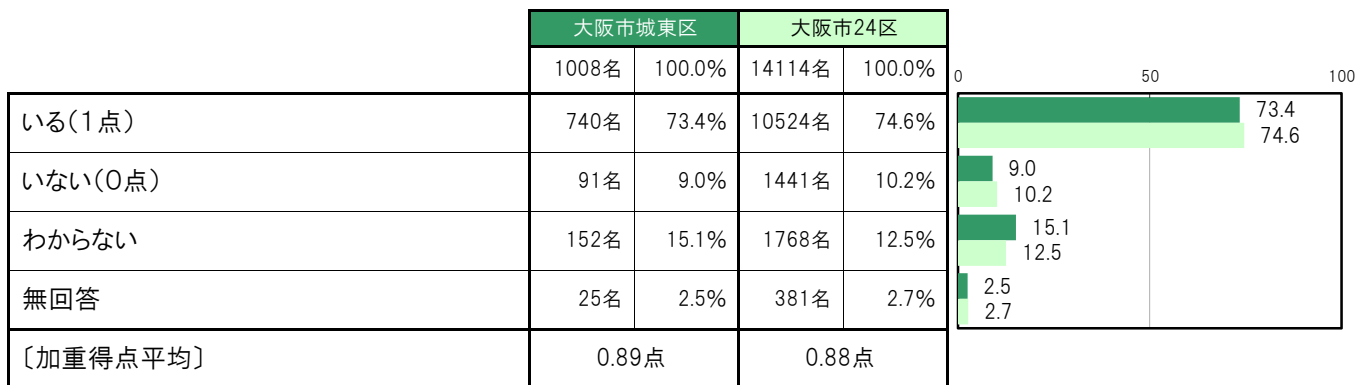 大阪市城東区 大阪市24区
1008名 100.0% 14114名 100.0% 0 50 100
いる(1点) 740名 73.4% 10524名 74.6% 73.4
74.6
いない(0点) 91名 9.0% 1441名 10.2% 9.0
10.2
わからない 152名 15.1% 1768名 12.5% 15.1
12.5
無回答 25名 2.5% 381名 2.7% 2.5
2.7
〔加重得点平均〕 0.89点 0.88点